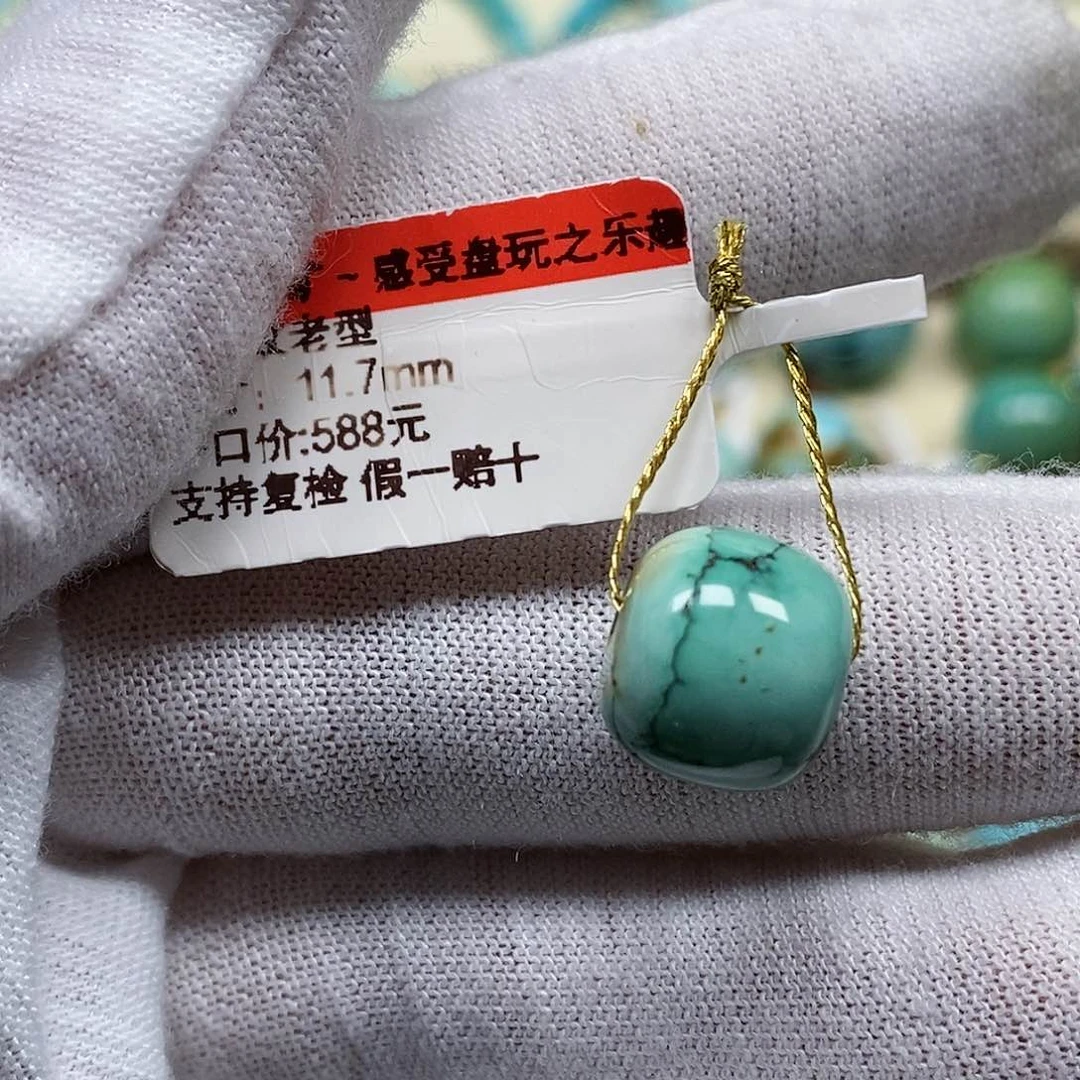 ~感受盘玩之乐趣
老型
11.7mm
口价:588元
支持复检 假一赔十